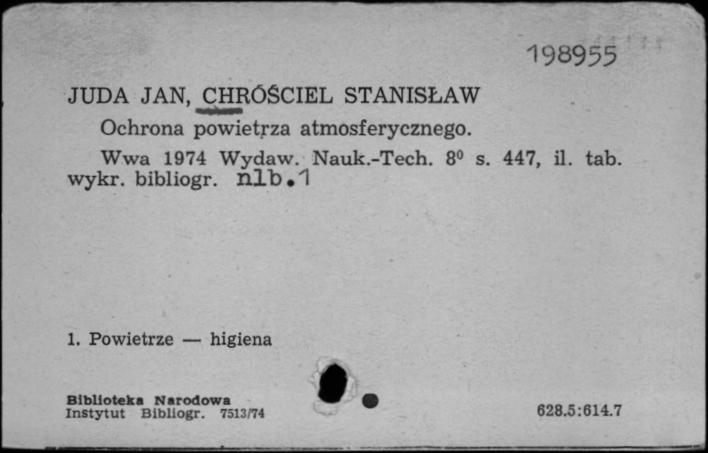 198955
JUDA JAN, CHRÓŚCIEL STANISŁAW
Ochrona powietrza atmosferycznego.
Wwa 1974 Wydaw. Nauk.-Tech. 8⁰ s. 447, il. tab.
wykr. bibliogr. nlb.1
1. Powietrze — higiena
Biblioteka Narodowa
Instytut Bibliogr. 7513/74
628.5:614.7